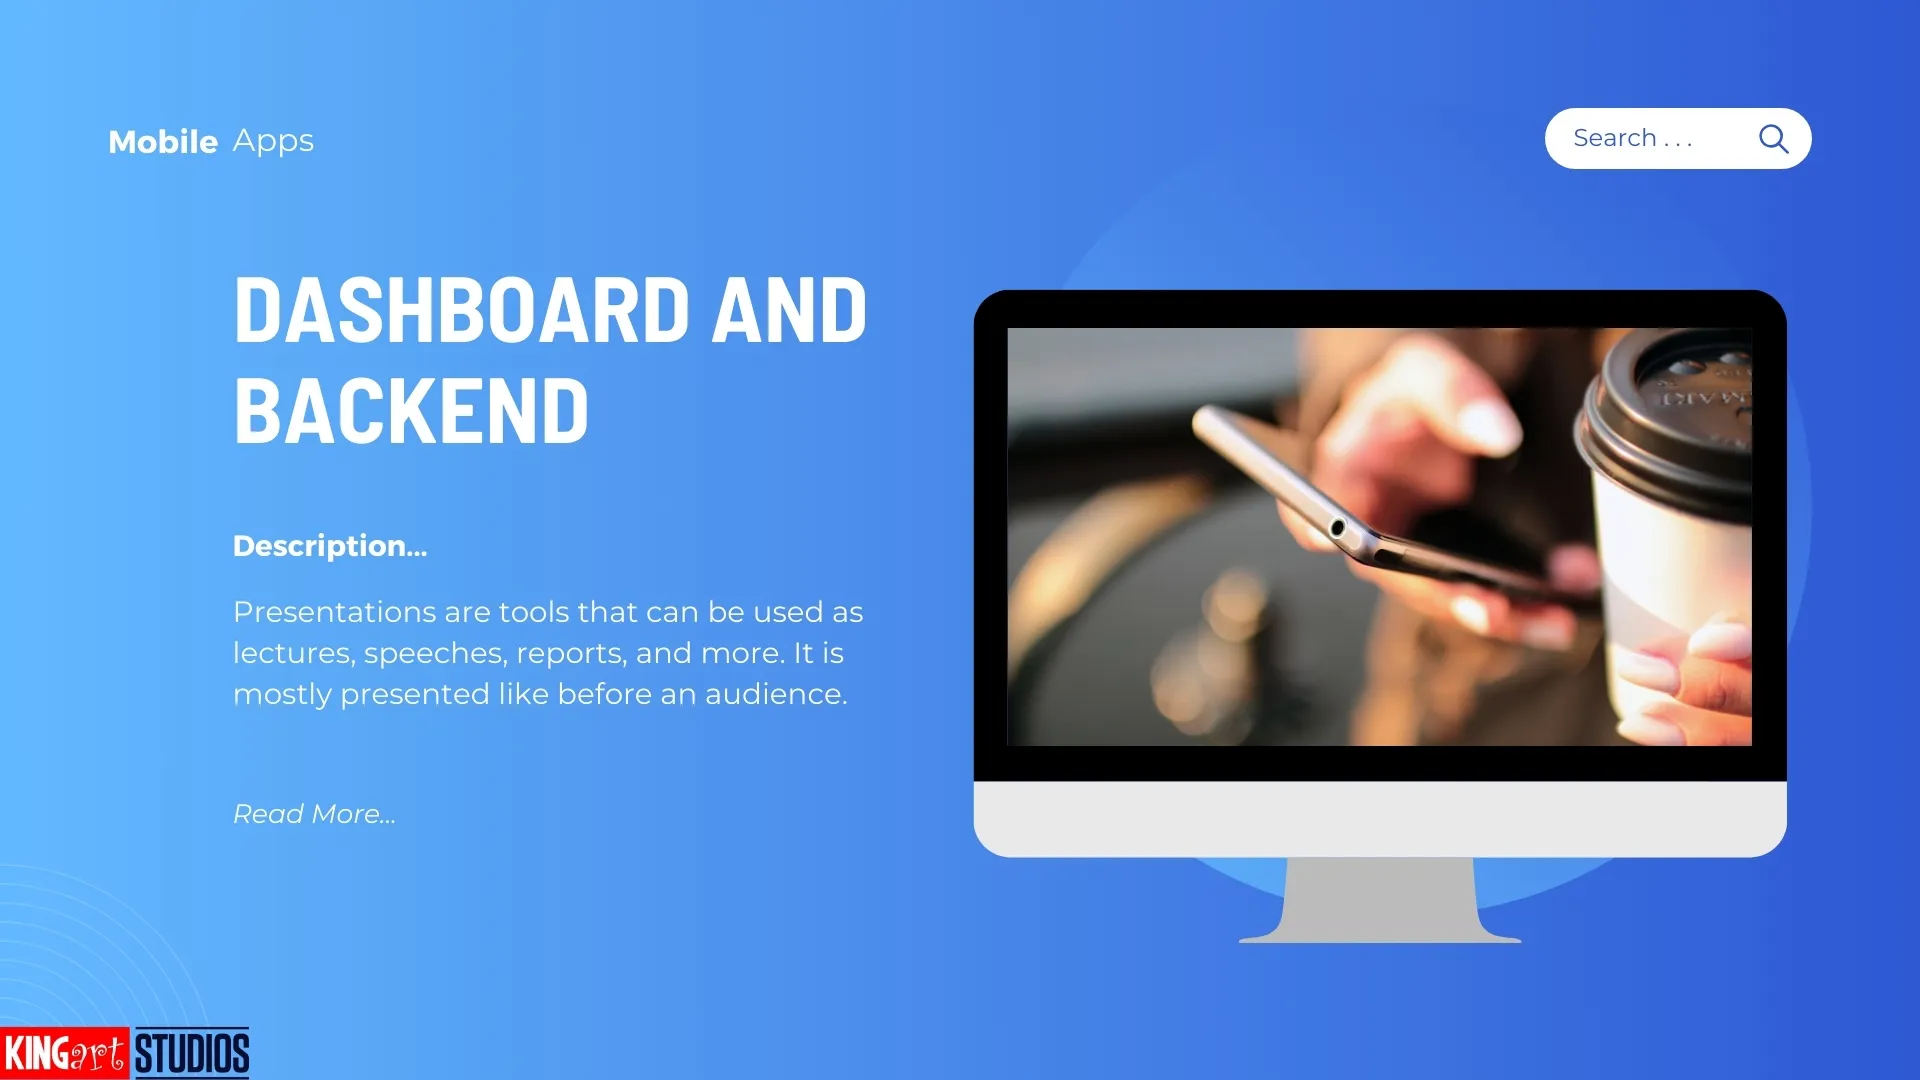 Mobile Apps
Search . . .
DASHBOARD AND
BACKEND
Description...
Presentations are tools that can be used as
lectures, speeches, reports, and more. It is
mostly presented like before an audience.
Read More...
KINGart STUDIOS